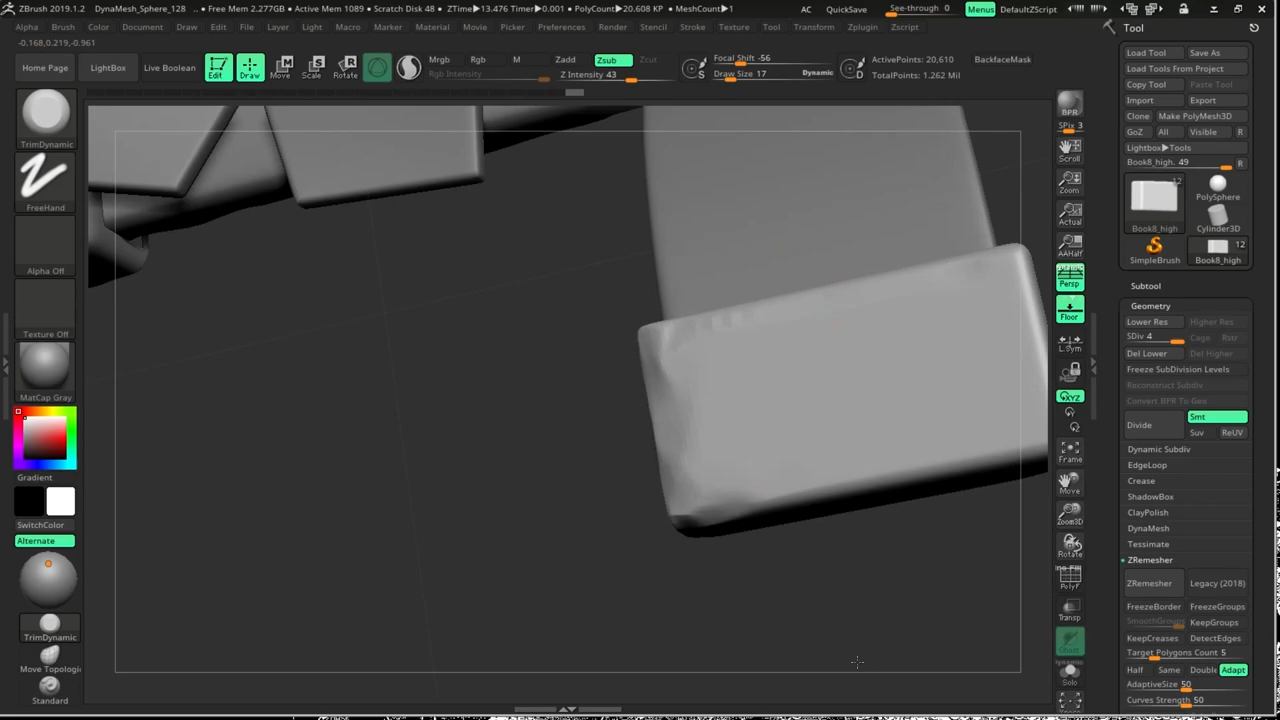 ZBrush 2019.1.2 DynaMesh_Sphere_128 ● Free Mem 2.277GB ● Active Mem 1089 ● Scratch Disk 48 ● ZTime▶13.476 Timer▶0.001 ● PolyCount▶20.608 KP ● MeshCount▶1 AC QuickSave See-through 0 Menus DefaultZScript
Alpha Brush Color Document Draw Edit File Layer Light Macro Marker Material Movie Picker Preferences Render Stencil Stroke Texture Tool Transform Zplugin Zscript
-0.168,0.219,-0.961
Home Page LightBox Live Boolean Edit Draw Move Scale Rotate
Mrgb Rgb M Zadd Zsub Zcut
Rgb Intensity Z Intensity 43
Focal Shift -56
Draw Size 17 Dynamic
S D
ActivePoints: 20,610 BackfaceMask
TotalPoints: 1.262 Mil
TrimDynamic
FreeHand
Alpha Off
Texture Off
MatCap Gray
Gradient
SwitchColor
Alternate
TrimDynamic
Move Topologic
Standard
BPR
SPix 3
Scroll
Zoom
Actual
AAHalf
Persp
Floor
L.Sym
XYZ
Y
Z
Frame
Move
Zoom3D
Rotate
PolyF
Transp
Ghost
Dynamic
Solo
Tool
Load Tool Save As
Load Tools From Project
Copy Tool Paste Tool
Import Export
Clone Make PolyMesh3D
GoZ All Visible R
Lightbox▶Tools
Book8_high. 49 R
12
PolySphere
Book8_high Cylinder3D
12
SimpleBrush Book8_high
Subtool
Geometry
Lower Res Higher Res
SDiv 4 Cage Rstr
Del Lower Del Higher
Freeze SubDivision Levels
Reconstruct Subdiv
Convert BPR To Geo
Divide Smt
Suv ReUV
Dynamic Subdiv
EdgeLoop
Crease
ShadowBox
ClayPolish
DynaMesh
Tessimate
ZRemesher
ZRemesher Legacy (2018)
FreezeBorder FreezeGroups
SmoothGroups KeepGroups
KeepCreases DetectEdges
Target Polygons Count 5
Half Same Double Adapt
AdaptiveSize 50
Curves Strength 50